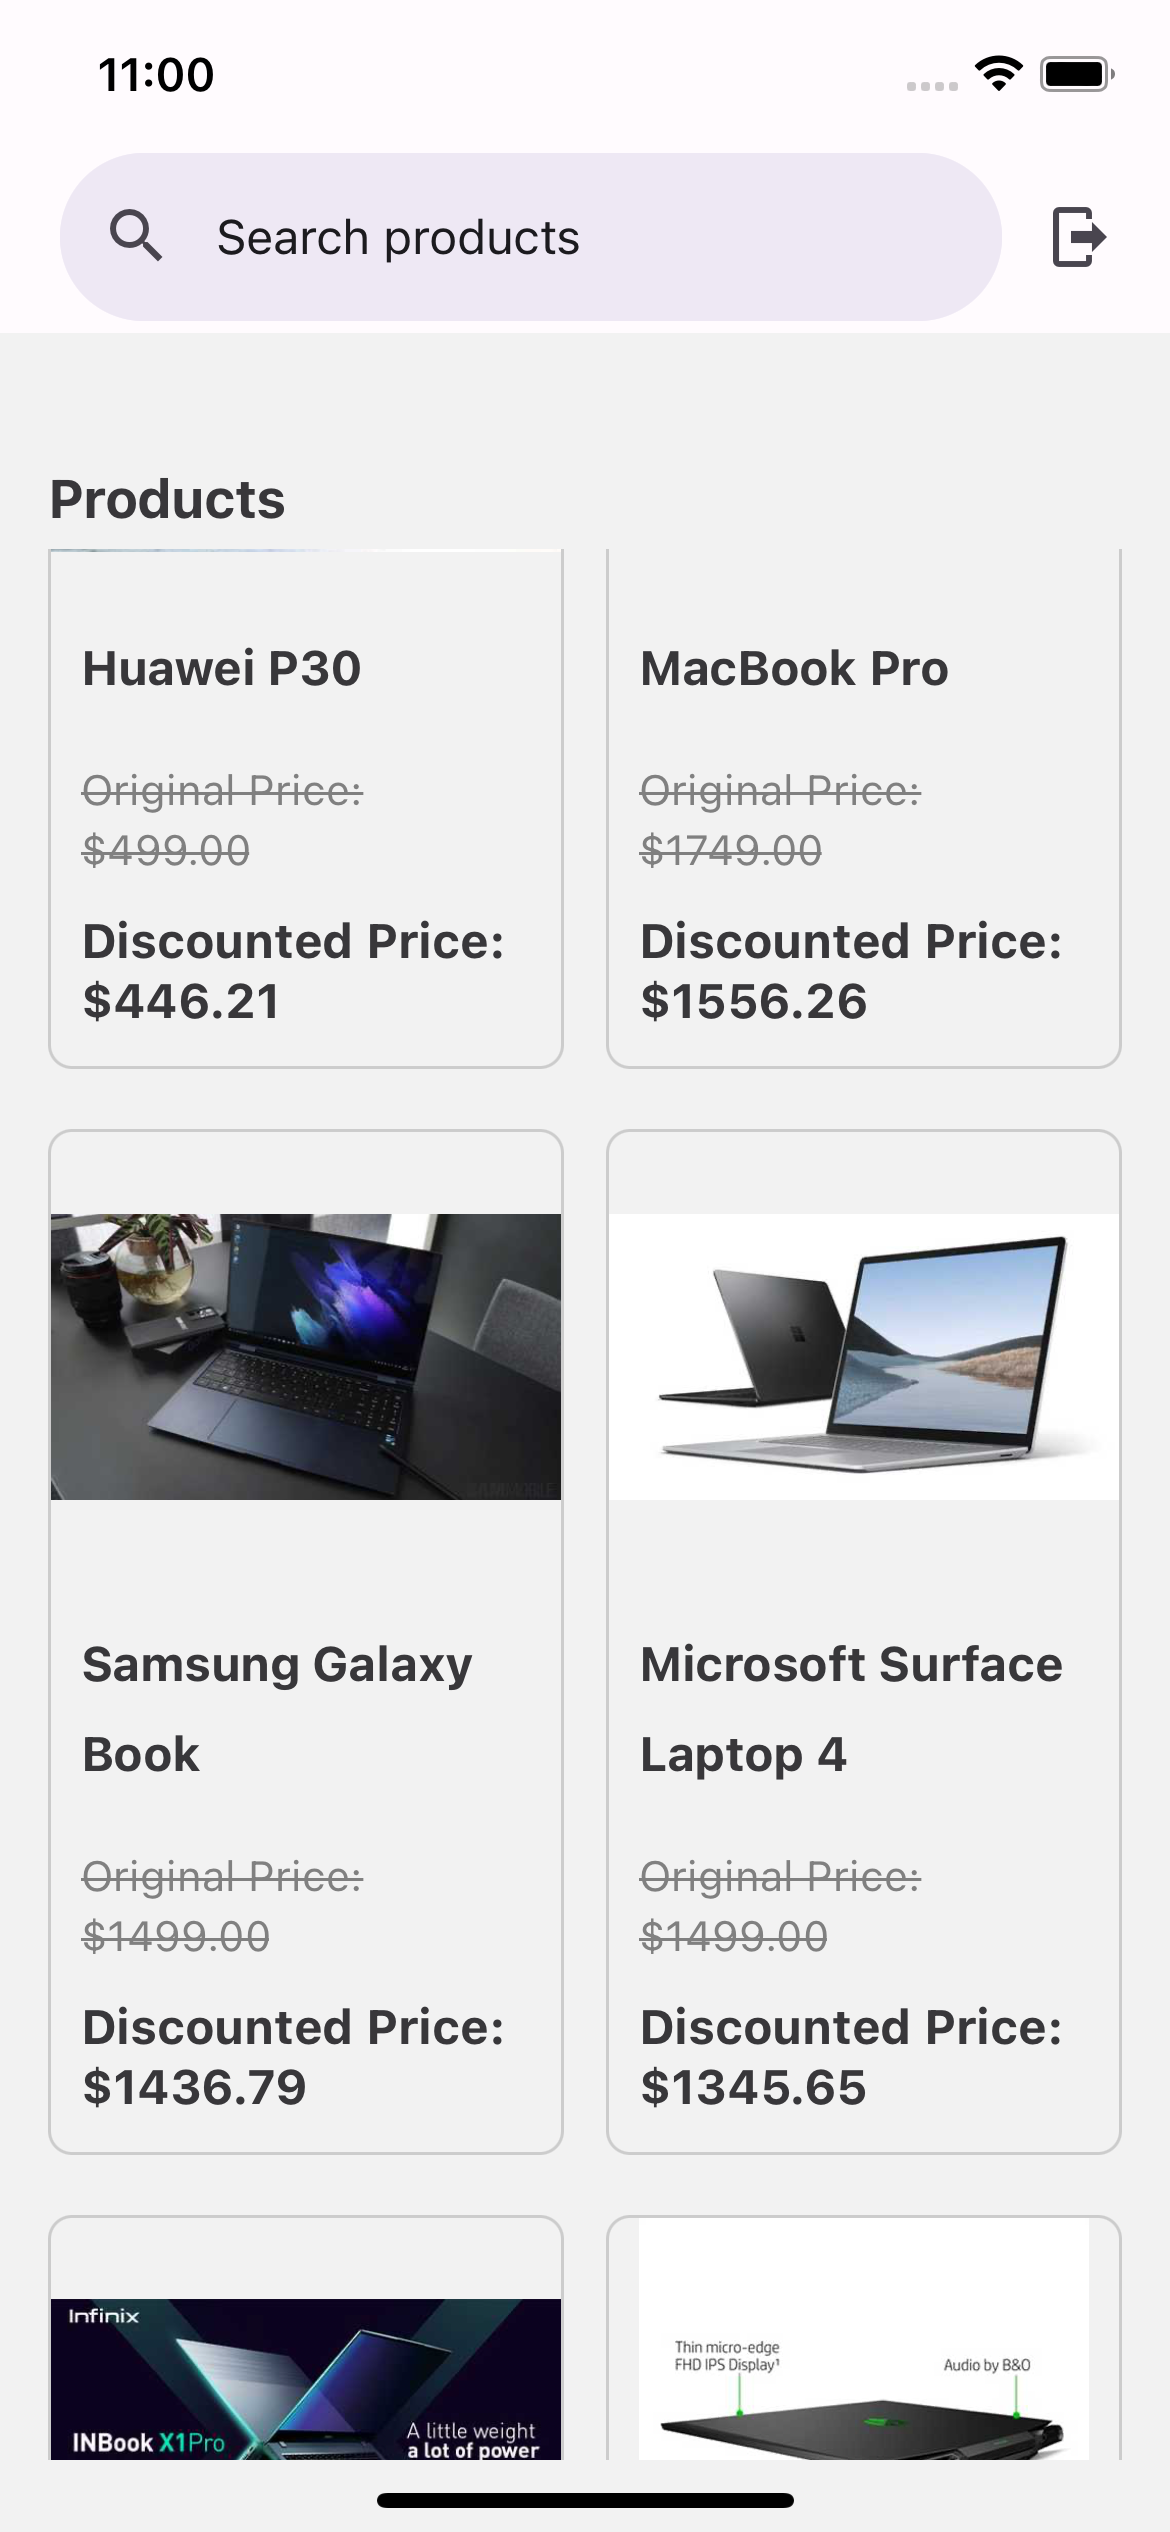 11:00
Search products
Products
Huawei P30
Original Price:
$499.00
Discounted Price:
$446.21
MacBook Pro
Original Price:
$1749.00
Discounted Price:
$1556.26
Samsung Galaxy
Book
Original Price:
$1499.00
Discounted Price:
$1436.79
Microsoft Surface
Laptop 4
Original Price:
$1499.00
Discounted Price:
$1345.65
Infinix
INBook X1Pro
A little weight
a lot of power
Thin micro-edge
FHD IPS Display¹
Audio by B&O